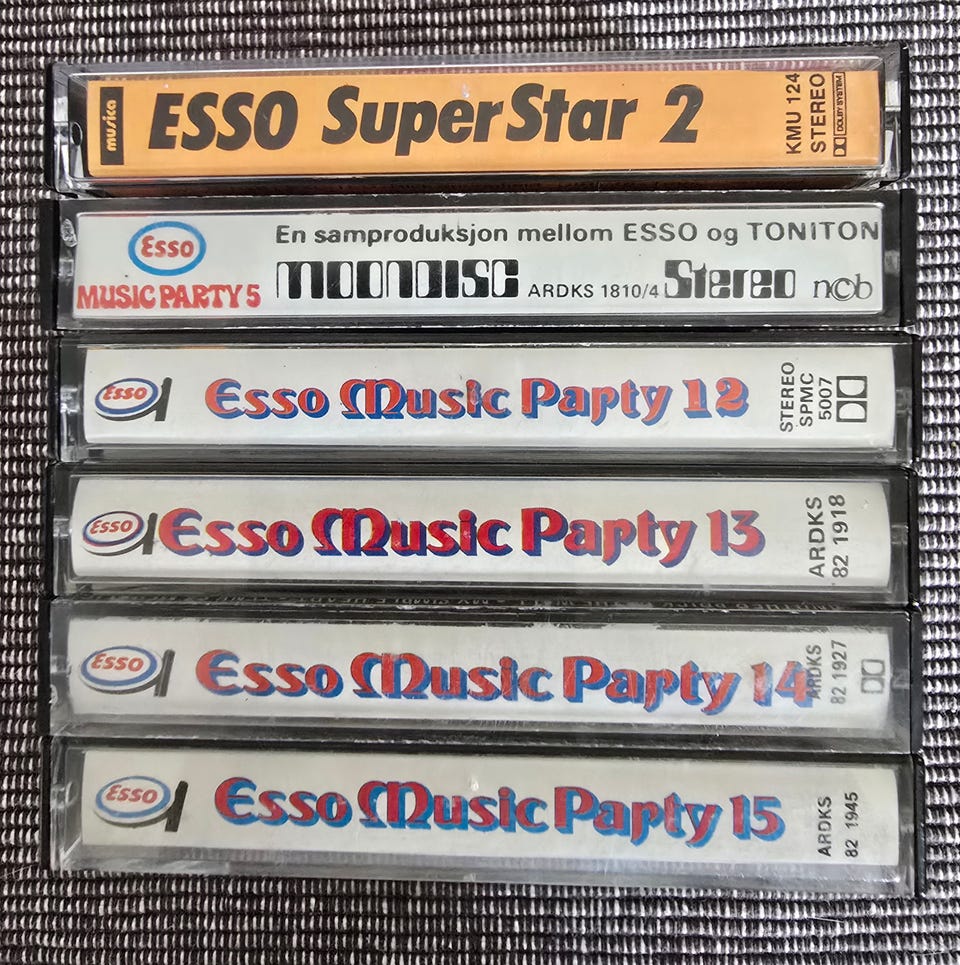 musica
ESSO SuperStar 2
KMU 124
STEREO
DOLBY SYSTEM
Esso
MUSIC PARTY 5
En samproduksjon mellom ESSO og TONITON
MOONDISC ARDKS 1810/4 Stereo ncb
Esso
Esso Music Party 12
STEREO
SPMC
5007
Esso
Esso Music Party 13
ARDKS
82 1918
Esso
Esso Music Party 14
ARDKS
82 1927
Esso
Esso Music Party 15
ARDKS
82 1945